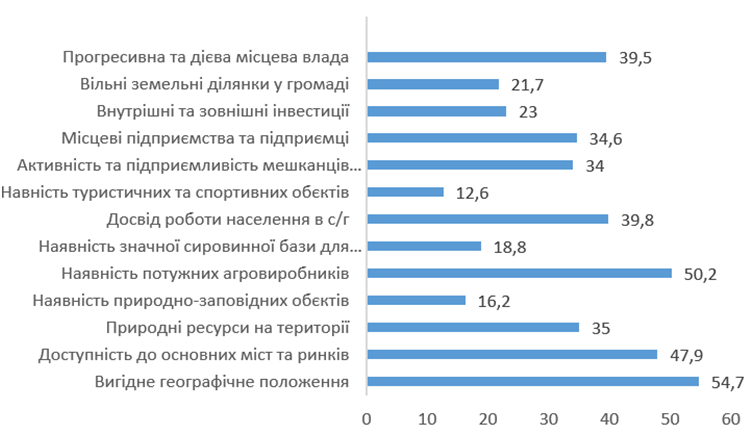 Прогресивна та дієва місцева влада 39,5
Вільні земельні ділянки у громаді 21,7
Внутрішні та зовнішні інвестиції 23
Місцеві підприємства та підприємці 34,6
Активність та підприємливість мешканців... 34
Навність туристичних та спортивних обєктів 12,6
Досвід роботи населення в с/г 39,8
Наявність значної сировинної бази для... 18,8
Наявність потужних агровиробників 50,2
Наявність природно-заповідних обєктів 16,2
Природні ресурси на території 35
Доступність до основних міст та ринків 47,9
Вигідне географічне положення 54,7
0 10 20 30 40 50 60